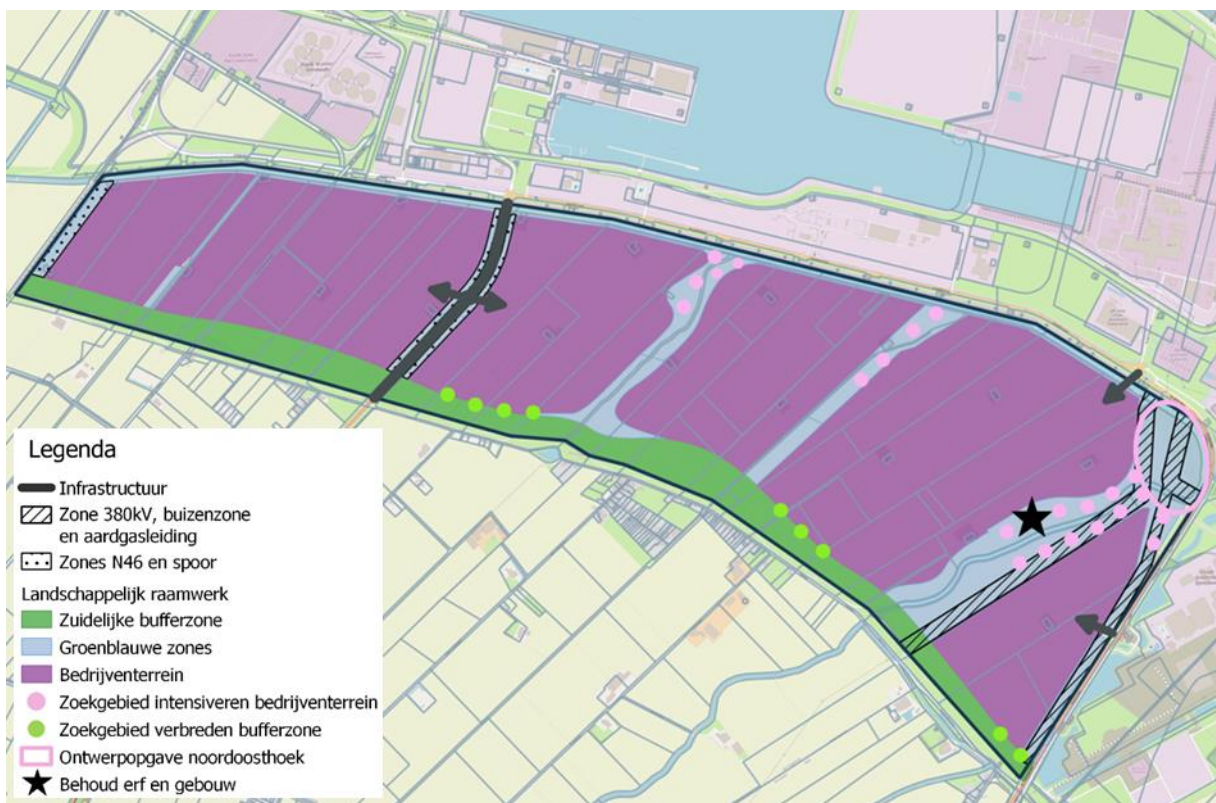 Legenda
Infrastructuur
Zone 380kV, buizenzone
en aardgasleiding
Zones N46 en spoor
Landschappelijk raamwerk
Zuidelijke bufferzone
Groenblauwe zones
Bedrijventerrein
Zoekgebied intensiveren bedrijventerrein
Zoekgebied verbreden bufferzone
Ontwerpopgave noordoosthoek
Behoud erf en gebouw